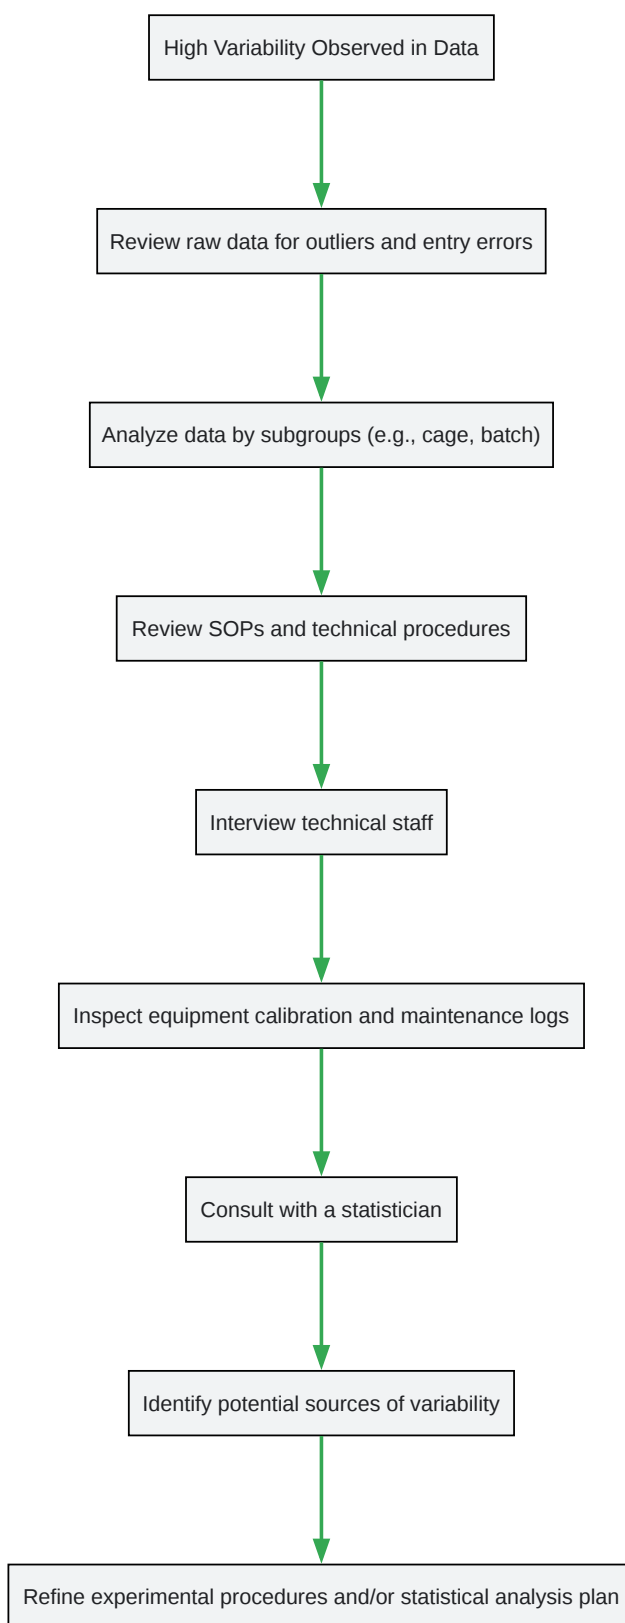 High Variability Observed in Data
Review raw data for outliers and entry errors
Analyze data by subgroups (e.g., cage, batch)
Review SOPs and technical procedures
Interview technical staff
Inspect equipment calibration and maintenance logs
Consult with a statistician
Identify potential sources of variability
Refine experimental procedures and/or statistical analysis plan